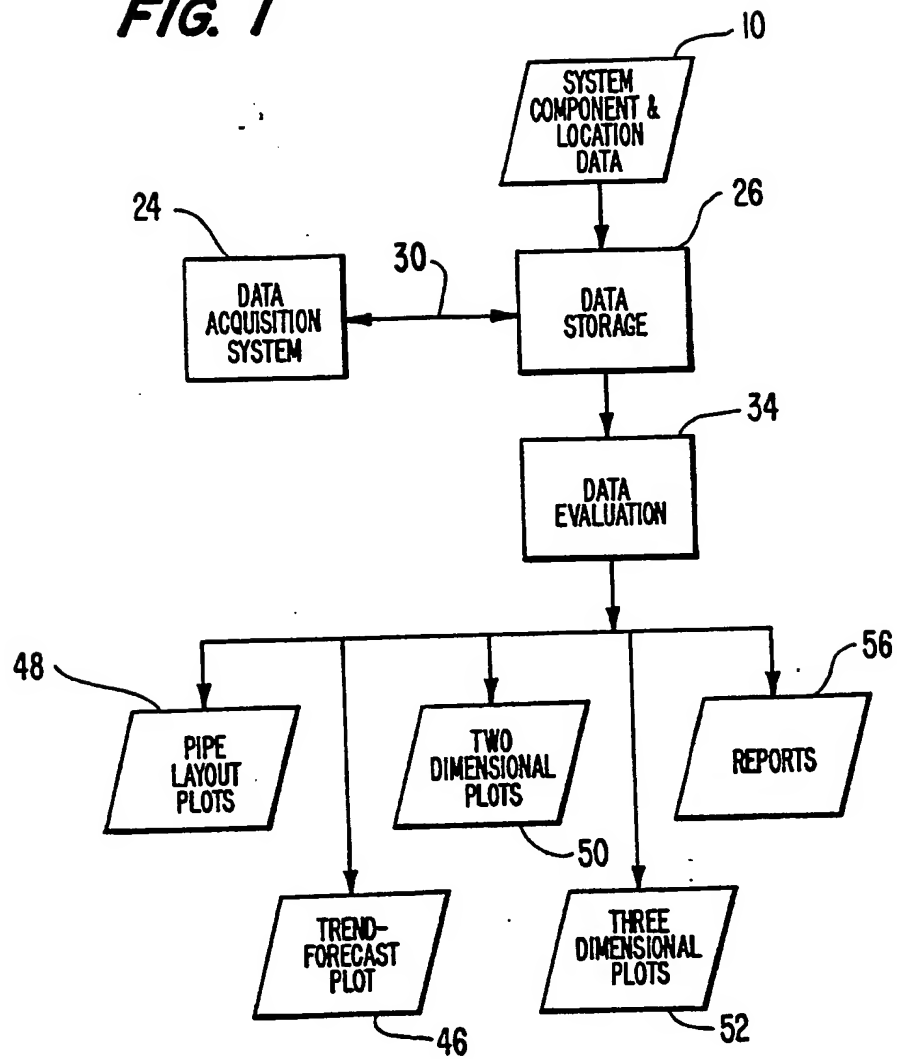 FIG. 1
10
SYSTEM
COMPONENT &
LOCATION
DATA
24
26
30
DATA
ACQUISITION
SYSTEM
DATA
STORAGE
34
DATA
EVALUATION
48
56
PIPE
LAYOUT
PLOTS
TWO
DIMENSIONAL
PLOTS
REPORTS
50
TREND-
FORECAST
PLOT
THREE
DIMENSIONAL
PLOTS
46
52